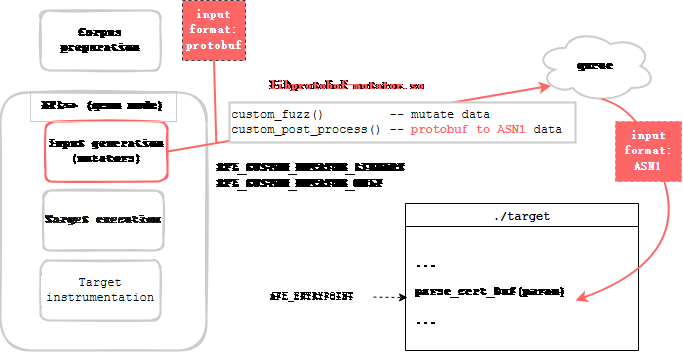 Corpus
preparation
input
format:
protobuf
libprotobuf-mutator.so
queue
AFL++ (qemu mode)
custom_fuzz() -- mutate data
custom_post_process() -- protobuf to ASN1 data
Input generation
(mutators)
input
format:
ASN1
AFL_CUSTOM_MUTATOR_LIBRARY
AFL_CUSTOM_MUTATOR_ONLY
Target execution
./target
...
Target
instrumentation
AFL_ENTRYPOINT
parse_cert_buf(param)
...